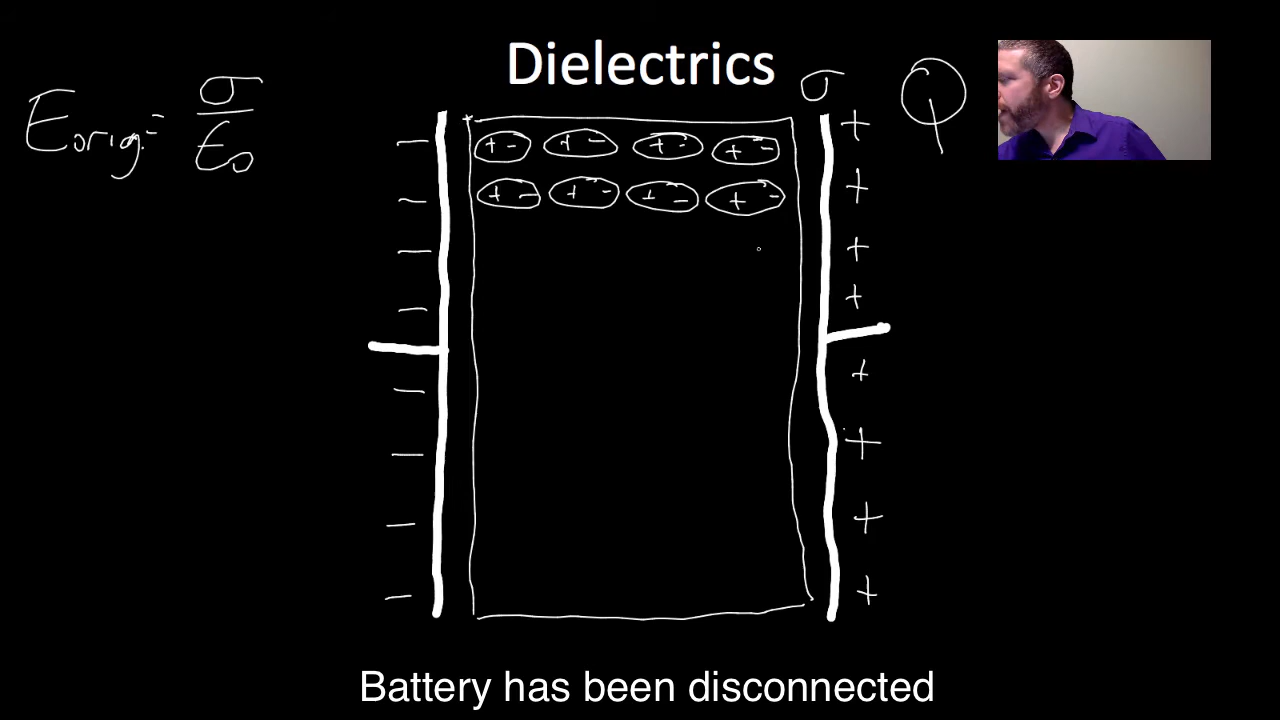 Dielectrics
E orig. = σ/ε0
σ Q
- +
- +
- +
- +
- +
- +
- +
- +
+- +- +- +-
+- +- +- +-
Battery has been disconnected